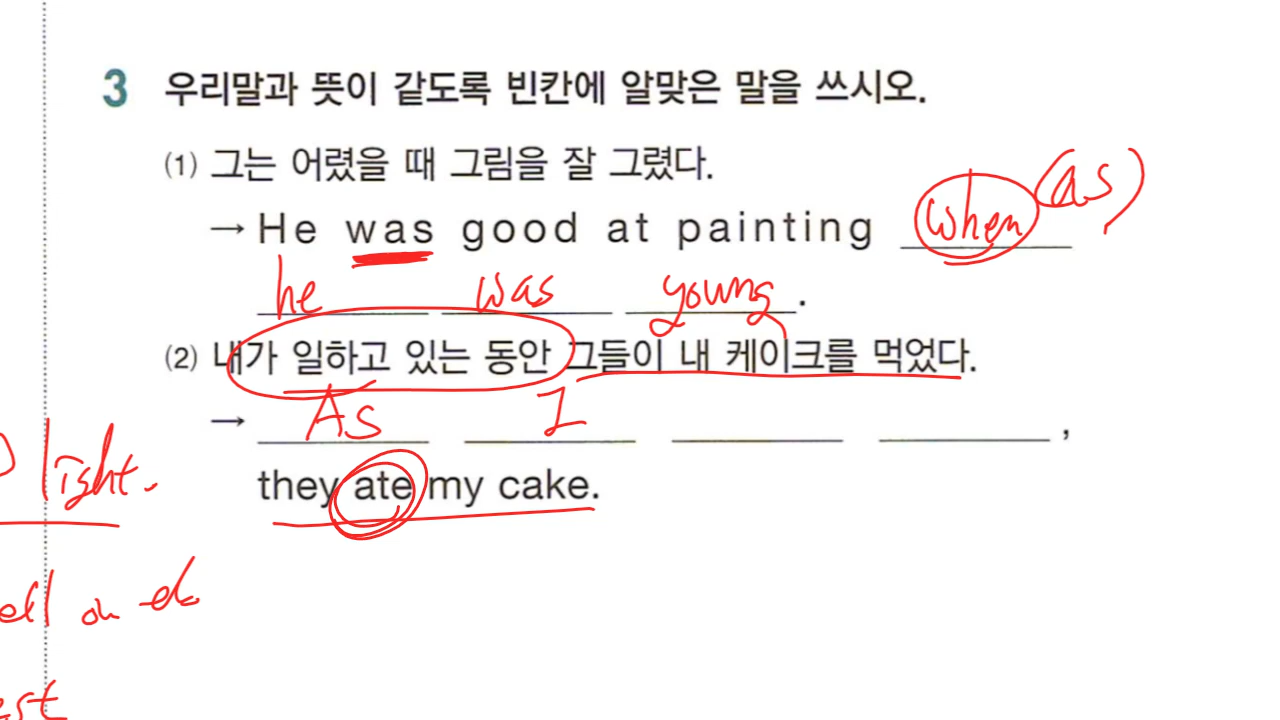 3 우리말과 뜻이 같도록 빈칸에 알맞은 말을 쓰시오.
(1) 그는 어렸을 때 그림을 잘 그렸다.
→ He was good at painting when (as)
he was young.
(2) 내가 일하고 있는 동안 그들이 내 케이크를 먹었다.
→ As I ,
they ate my cake.
light.
on